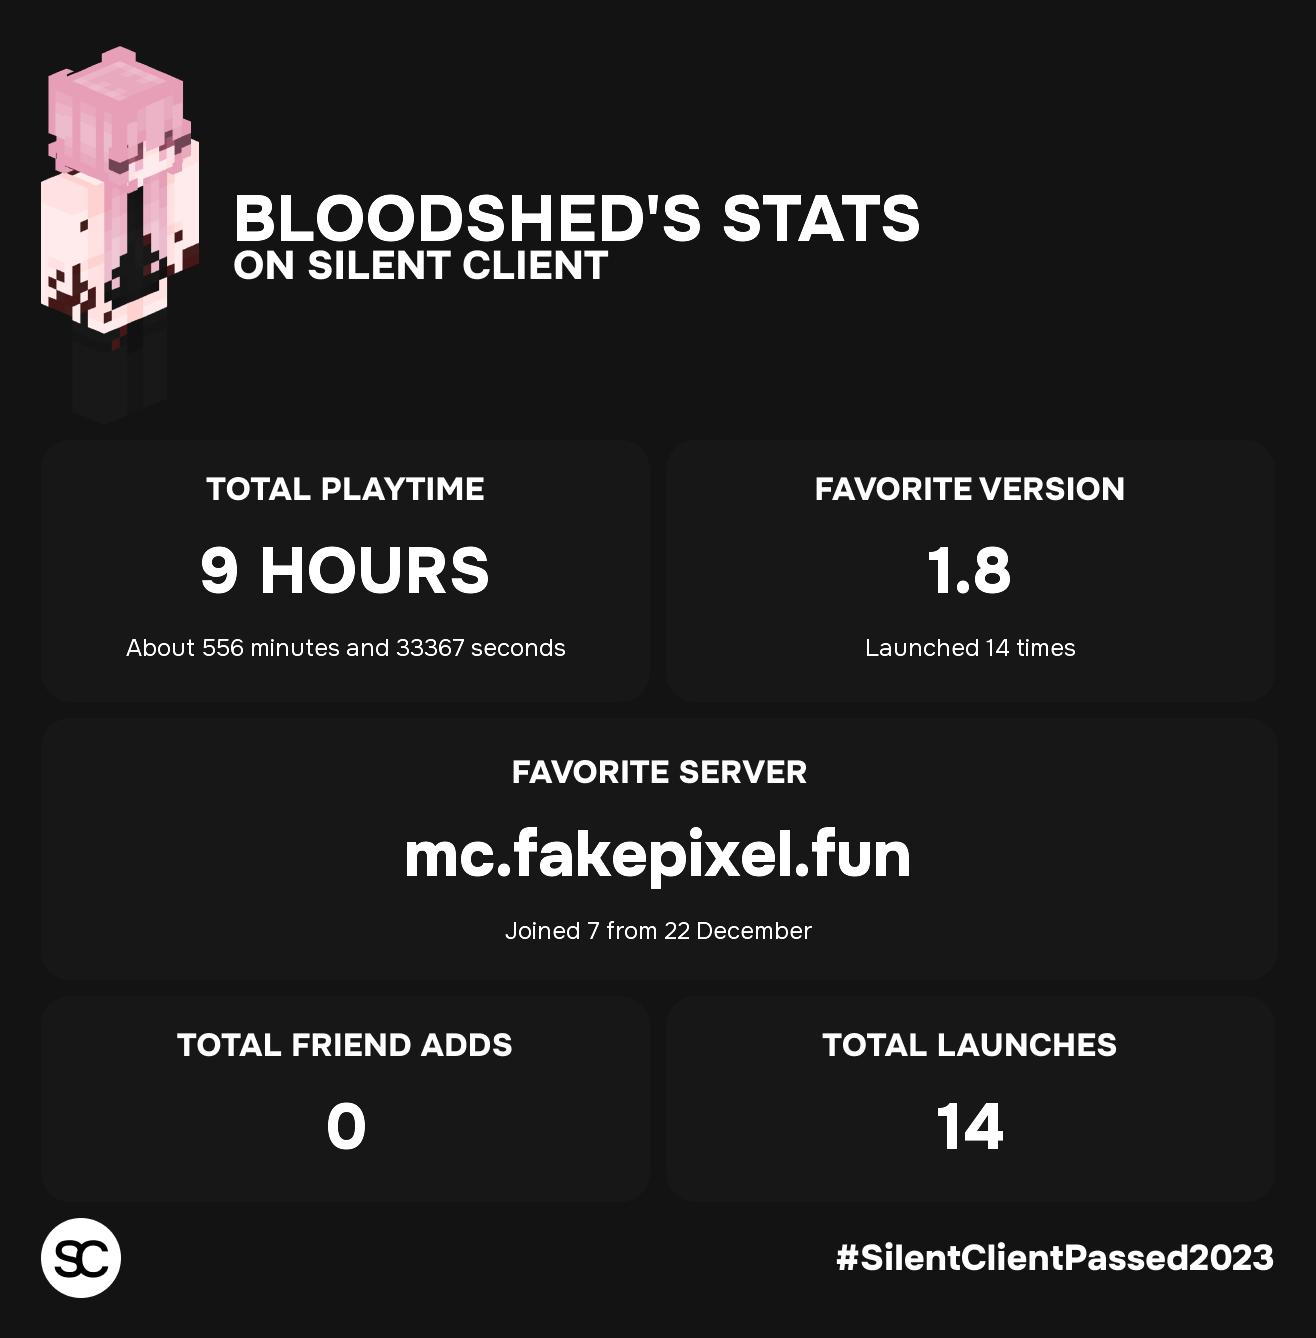 BLOODSHED'S STATS
ON SILENT CLIENT
TOTAL PLAYTIME
9 HOURS
About 556 minutes and 33367 seconds
FAVORITE VERSION
1.8
Launched 14 times
FAVORITE SERVER
mc.fakepixel.fun
Joined 7 from 22 December
TOTAL FRIEND ADDS
0
TOTAL LAUNCHES
14
SC
#SilentClientPassed2023